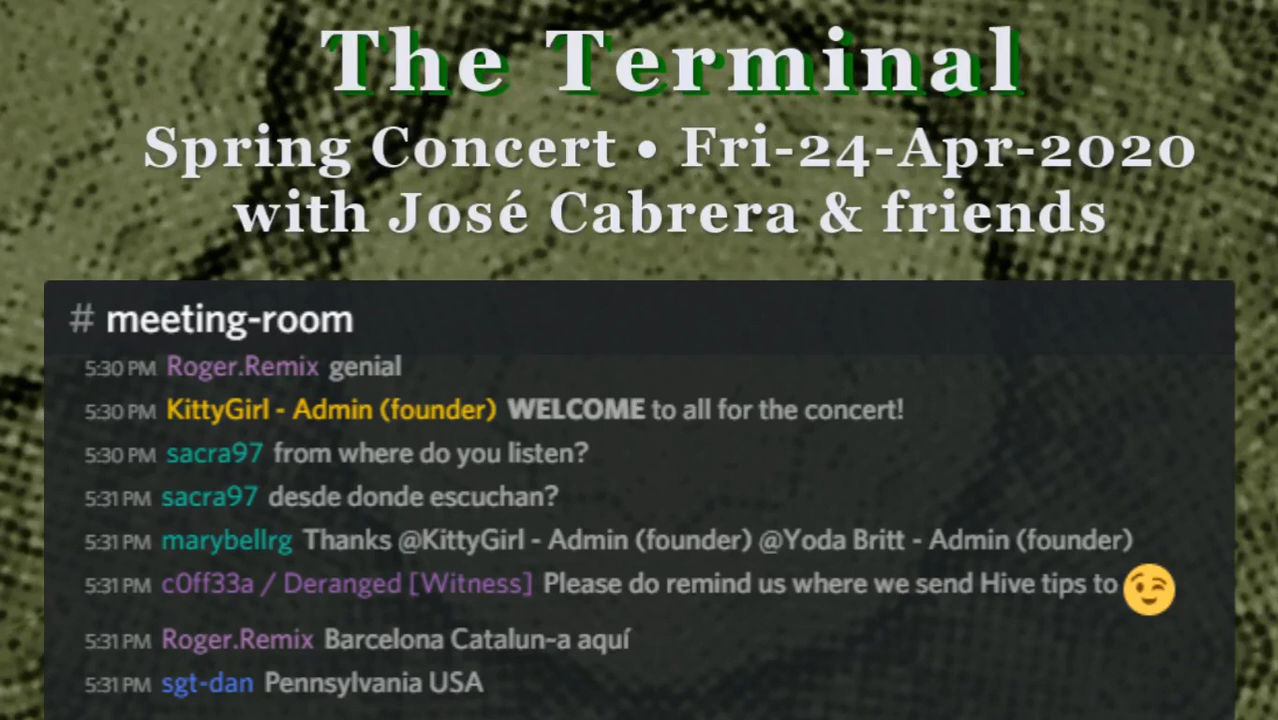 The Terminal
Spring Concert • Fri-24-Apr-2020
with José Cabrera & friends
# meeting-room
5:30 PM Roger.Remix genial
5:30 PM KittyGirl - Admin (founder) WELCOME to all for the concert!
5:30 PM sacra97 from where do you listen?
5:31 PM sacra97 desde donde escuchan?
5:31 PM marybellrg Thanks @KittyGirl - Admin (founder) @Yoda Britt - Admin (founder)
5:31 PM c0ff33a / Deranged [Witness] Please do remind us where we send Hive tips to 😉
5:31 PM Roger.Remix Barcelona Catalun-a aquí
5:31 PM sgt-dan Pennsylvania USA